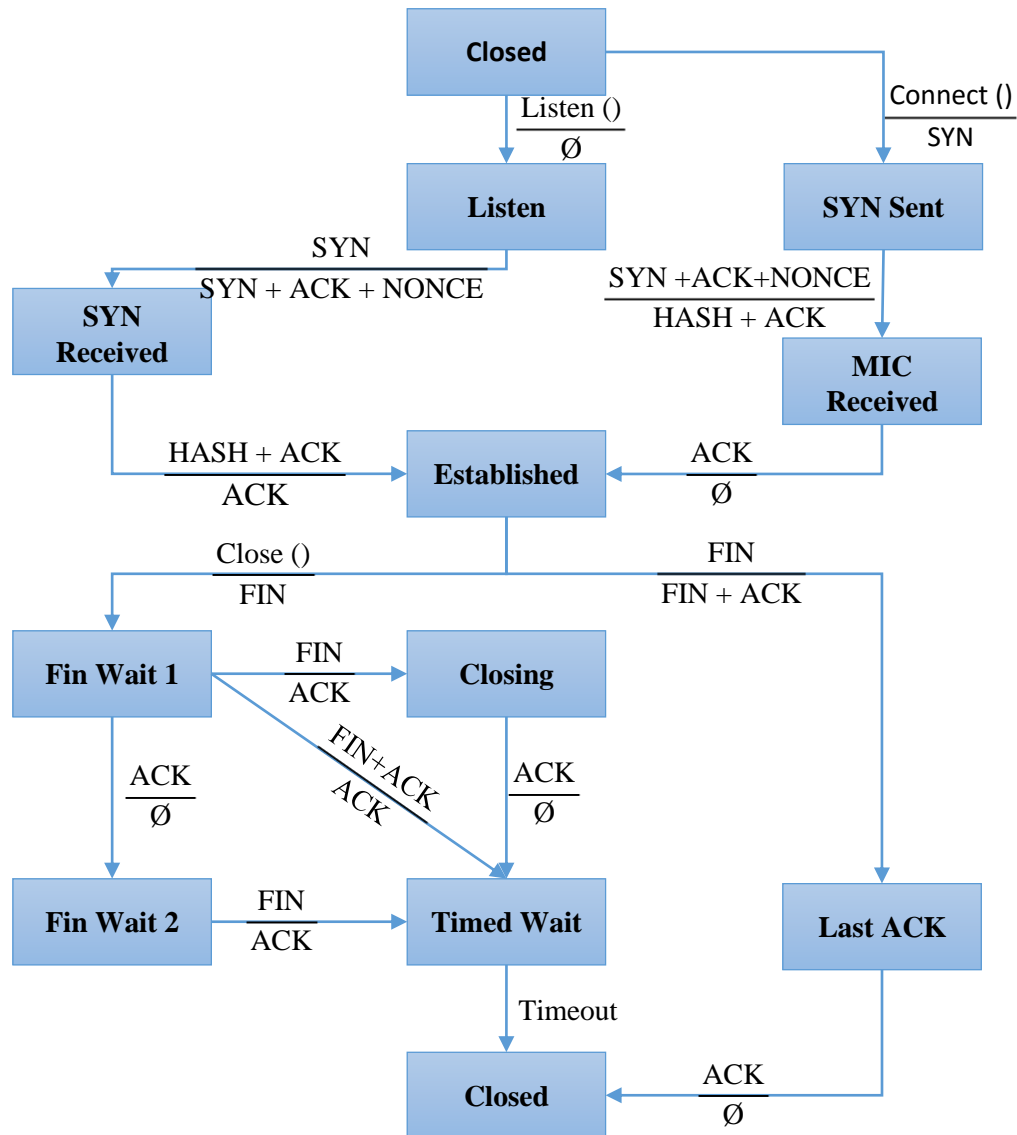 Closed
Listen ()
Ø
Connect ()
SYN
Listen
SYN Sent
SYN
SYN + ACK + NONCE
SYN +ACK+NONCE
HASH + ACK
SYN
Received
MIC
Received
HASH + ACK
ACK
Established
ACK
Ø
Close ()
FIN
FIN
FIN + ACK
Fin Wait 1
FIN
ACK
Closing
ACK
Ø
FIN+ACK
ACK
ACK
Ø
Fin Wait 2
FIN
ACK
Timed Wait
Last ACK
Timeout
Closed
ACK
Ø